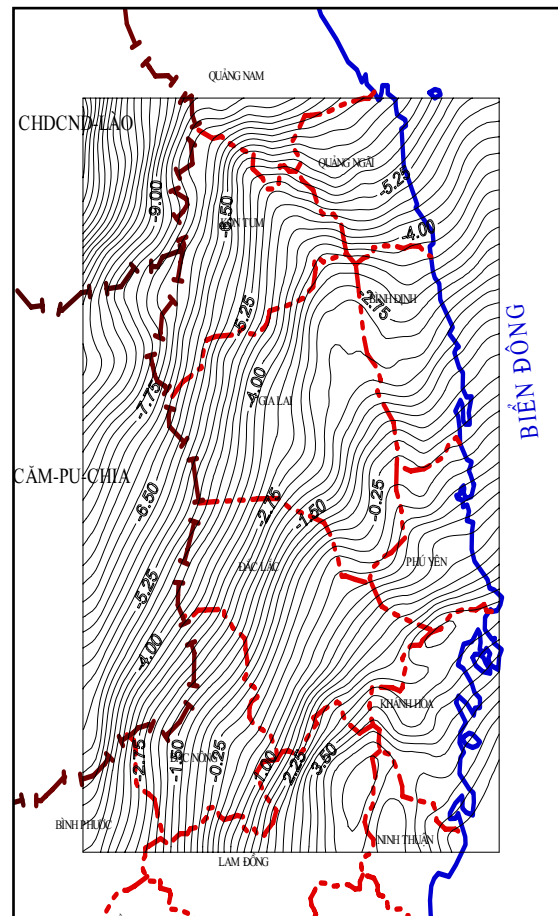 QUẢNG NAM
CHDCND-LÀO
QUẢNG NGÃI
-5.25
-9.00
-6.50
KON TUM
-4.00
-2.75
BÌNH ĐỊNH
-5.25
BIỂN ĐÔNG
-4.00
GIA LAI
-7.75
CĂM-PU-CHIA
-6.50
-2.75
-1.50
-0.25
ĐẮC LẮC
PHÚ YÊN
-5.25
-4.00
KHÁNH HÒA
-2.75
-1.50
ĐẮC NÔNG
-0.25
1.00
2.25
3.50
BÌNH PHƯỚC
NINH THUẬN
LAM ĐỒNG